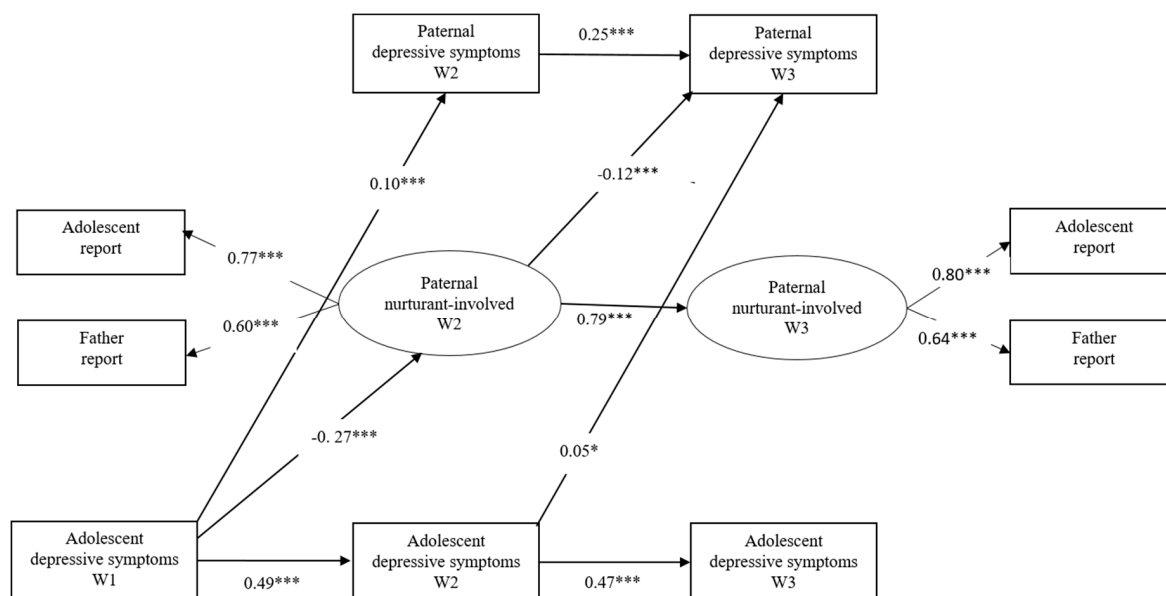 Paternal
depressive symptoms
W2
0.25***
Paternal
depressive symptoms
W3
0.10***
-0.12***
Adolescent
report
0.77***
Father
report
0.60***
Paternal
nurturant-involved
W2
0.79***
Paternal
nurturant-involved
W3
0.80***
Adolescent
report
0.64***
Father
report
-0. 27***
0.05*
Adolescent
depressive symptoms
W1
0.49***
Adolescent
depressive symptoms
W2
0.47***
Adolescent
depressive symptoms
W3